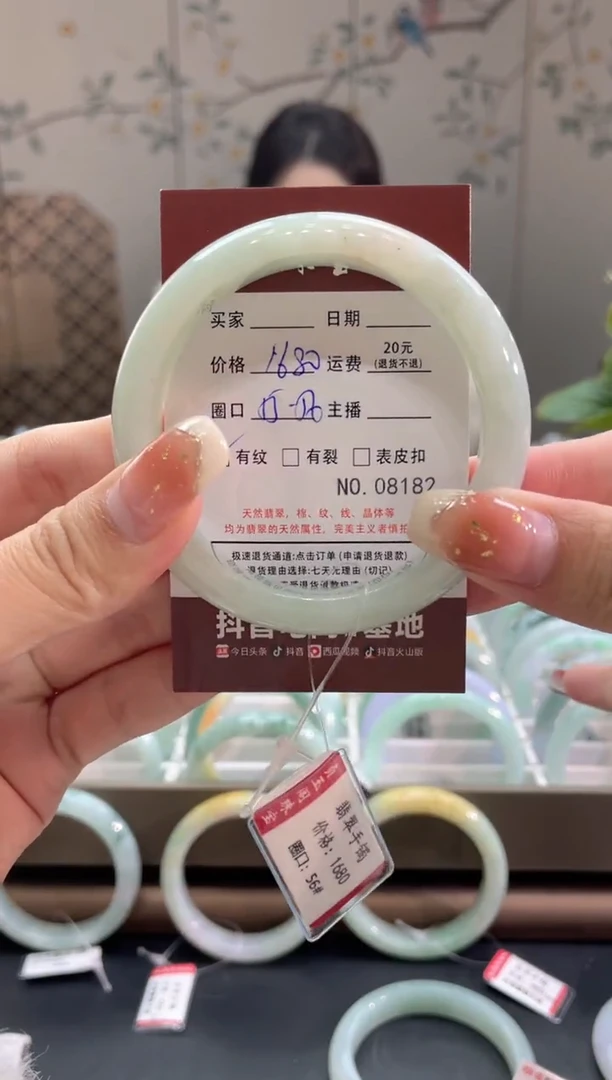 买家 日期
价格 1680 运费 20元
(退货不退)
圈口 主播
有纹 有裂 表皮扣
NO.08182
天然翡翠,棉、纹、线、晶体等
均为翡翠的天然属性,完美主义者慎拍
极速退货通道:点击订单(申请退货退款)
退货理由选择:七天无理由(切记)
抖音 基地
今日头条 抖音 西瓜视频 抖音火山版
翡翠手镯
价格:1680
圈口:56#